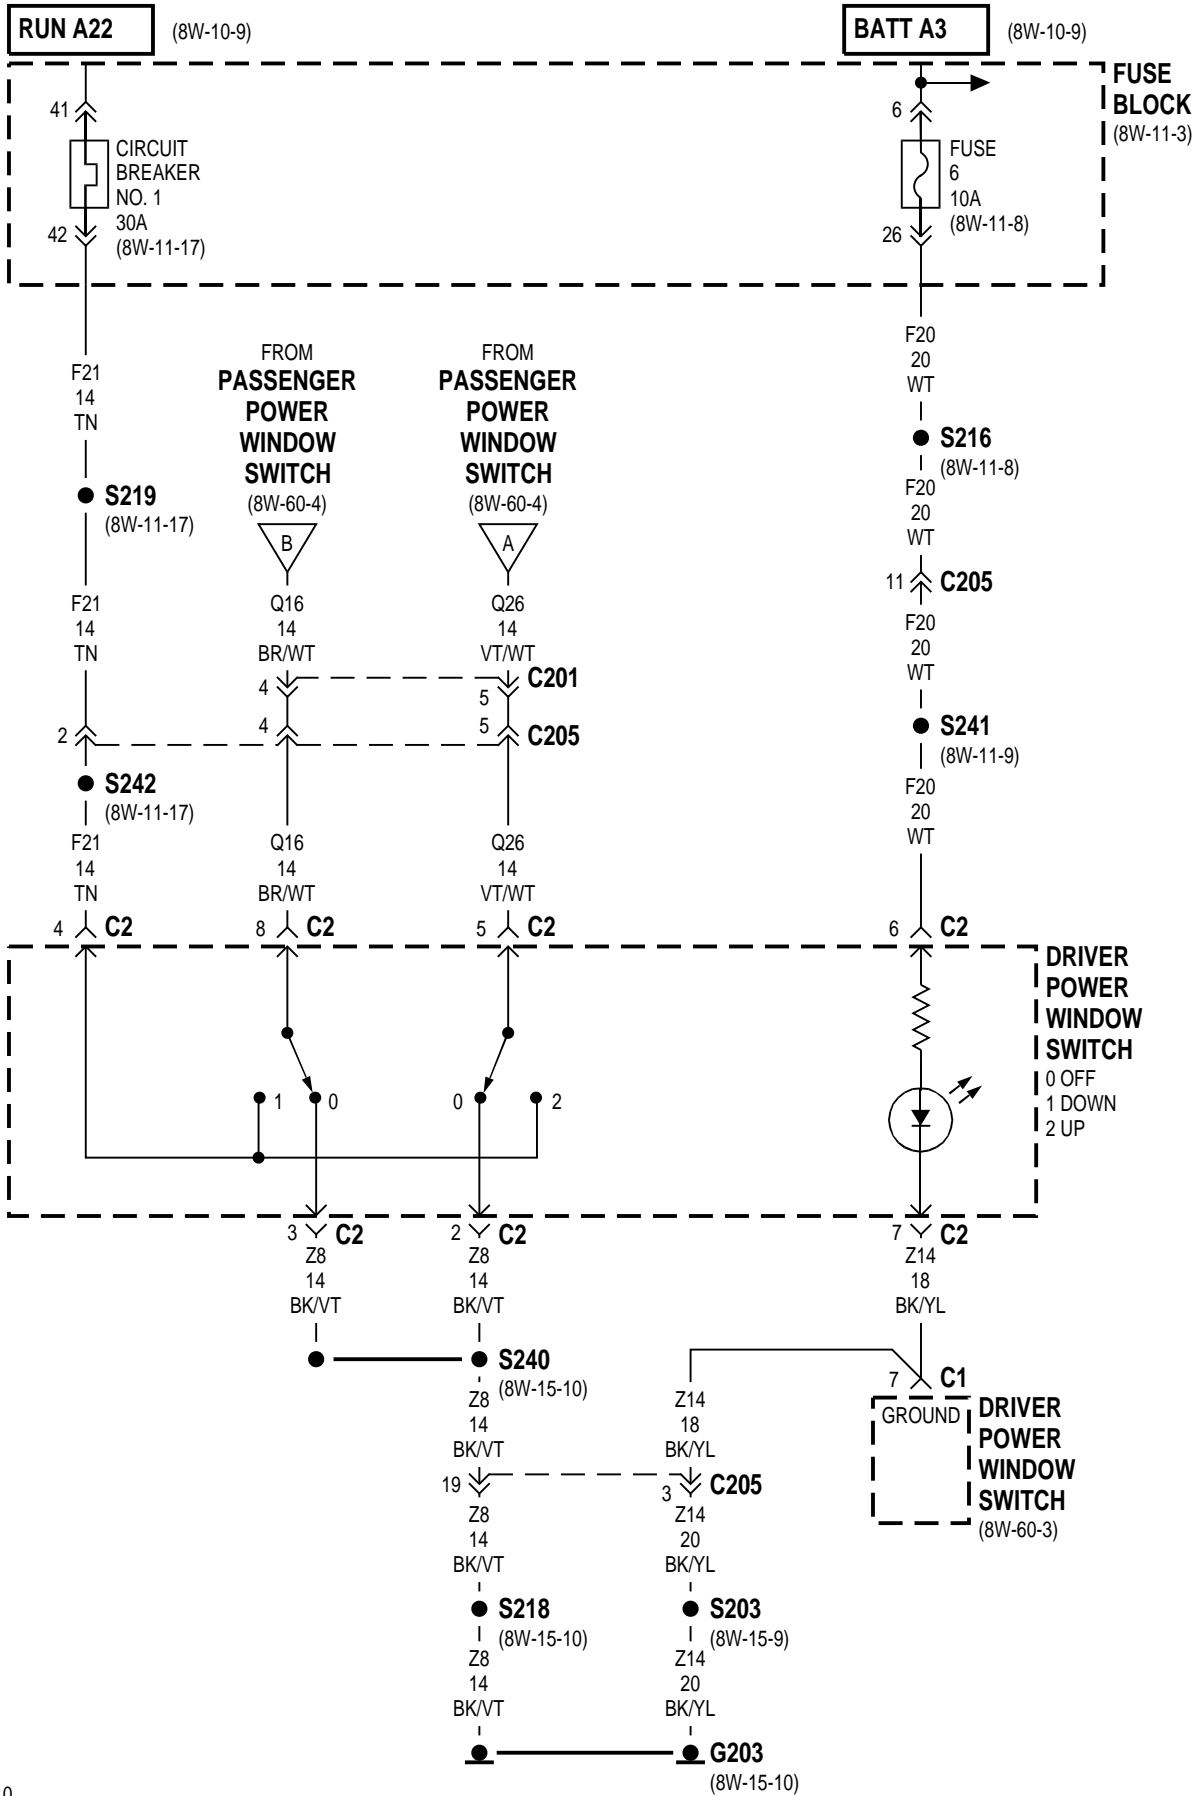 RUN A22
(8W-10-9)
BATT A3
(8W-10-9)
FUSE
BLOCK
(8W-11-3)
41
CIRCUIT
BREAKER
NO. 1
30A
(8W-11-17)
42
6
FUSE
6
10A
(8W-11-8)
26
F21
14
TN
S219
(8W-11-17)
F21
14
TN
2
S242
(8W-11-17)
F21
14
TN
4
C2
FROM
PASSENGER
POWER
WINDOW
SWITCH
(8W-60-4)
B
Q16
14
BR/WT
4
4
Q16
14
BR/WT
8
C2
FROM
PASSENGER
POWER
WINDOW
SWITCH
(8W-60-4)
A
Q26
14
VT/WT
C201
5
5
C205
Q26
14
VT/WT
5
C2
F20
20
WT
S216
(8W-11-8)
F20
20
WT
11
C205
F20
20
WT
S241
(8W-11-9)
F20
20
WT
6
C2
DRIVER
POWER
WINDOW
SWITCH
0 OFF
1 DOWN
2 UP
1
0
0
2
3
C2
Z8
14
BK/VT
2
C2
Z8
14
BK/VT
S240
(8W-15-10)
Z8
14
BK/VT
19
Z8
14
BK/VT
S218
(8W-15-10)
Z8
14
BK/VT
7
C2
Z14
18
BK/YL
7
C1
GROUND
DRIVER
POWER
WINDOW
SWITCH
(8W-60-3)
Z14
18
BK/YL
3
C205
Z14
20
BK/YL
S203
(8W-15-9)
Z14
20
BK/YL
G203
(8W-15-10)